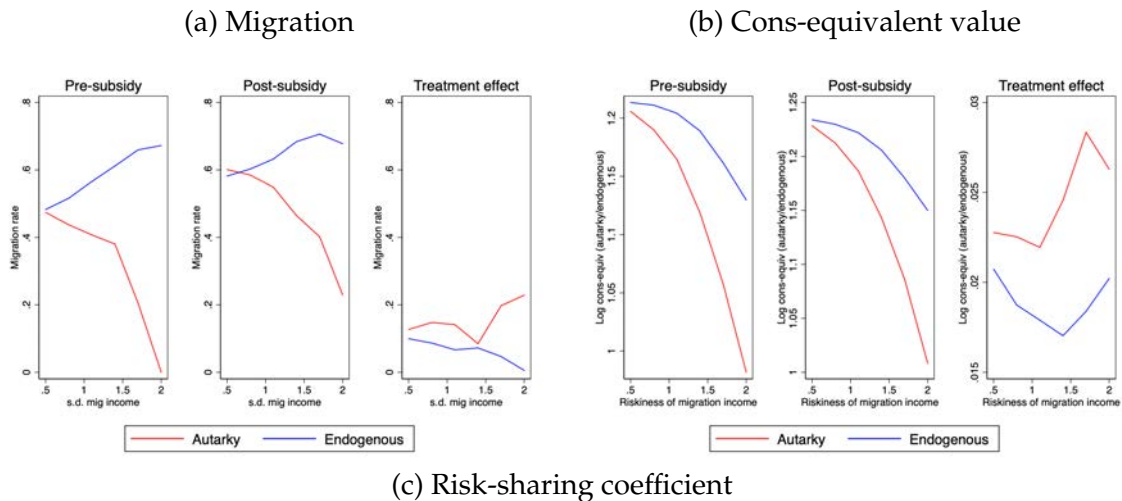 (a) Migration
(b) Cons-equivalent value
Pre-subsidy
Post-subsidy
Treatment effect
Migration rate
0 .2 .4 .6 .8
.5 1 1.5 2
s.d. mig income
Migration rate
0 .2 .4 .6 .8
.5 1 1.5 2
s.d. mig income
Migration rate
0 .2 .4 .6 .8
.5 1 1.5 2
s.d. mig income
Autarky Endogenous
Pre-subsidy
Post-subsidy
Treatment effect
Log cons-equiv (autarky/endogenous)
1 1.05 1.1 1.15 1.2
.5 1 1.5 2
Riskiness of migration income
Log cons-equiv (autarky/endogenous)
1 1.05 1.1 1.15 1.2 1.25
.5 1 1.5 2
Riskiness of migration income
Log cons-equiv (autarky/endogenous)
.015 .02 .025 .03
.5 1 1.5 2
Riskiness of migration income
Autarky Endogenous
(c) Risk-sharing coefficient